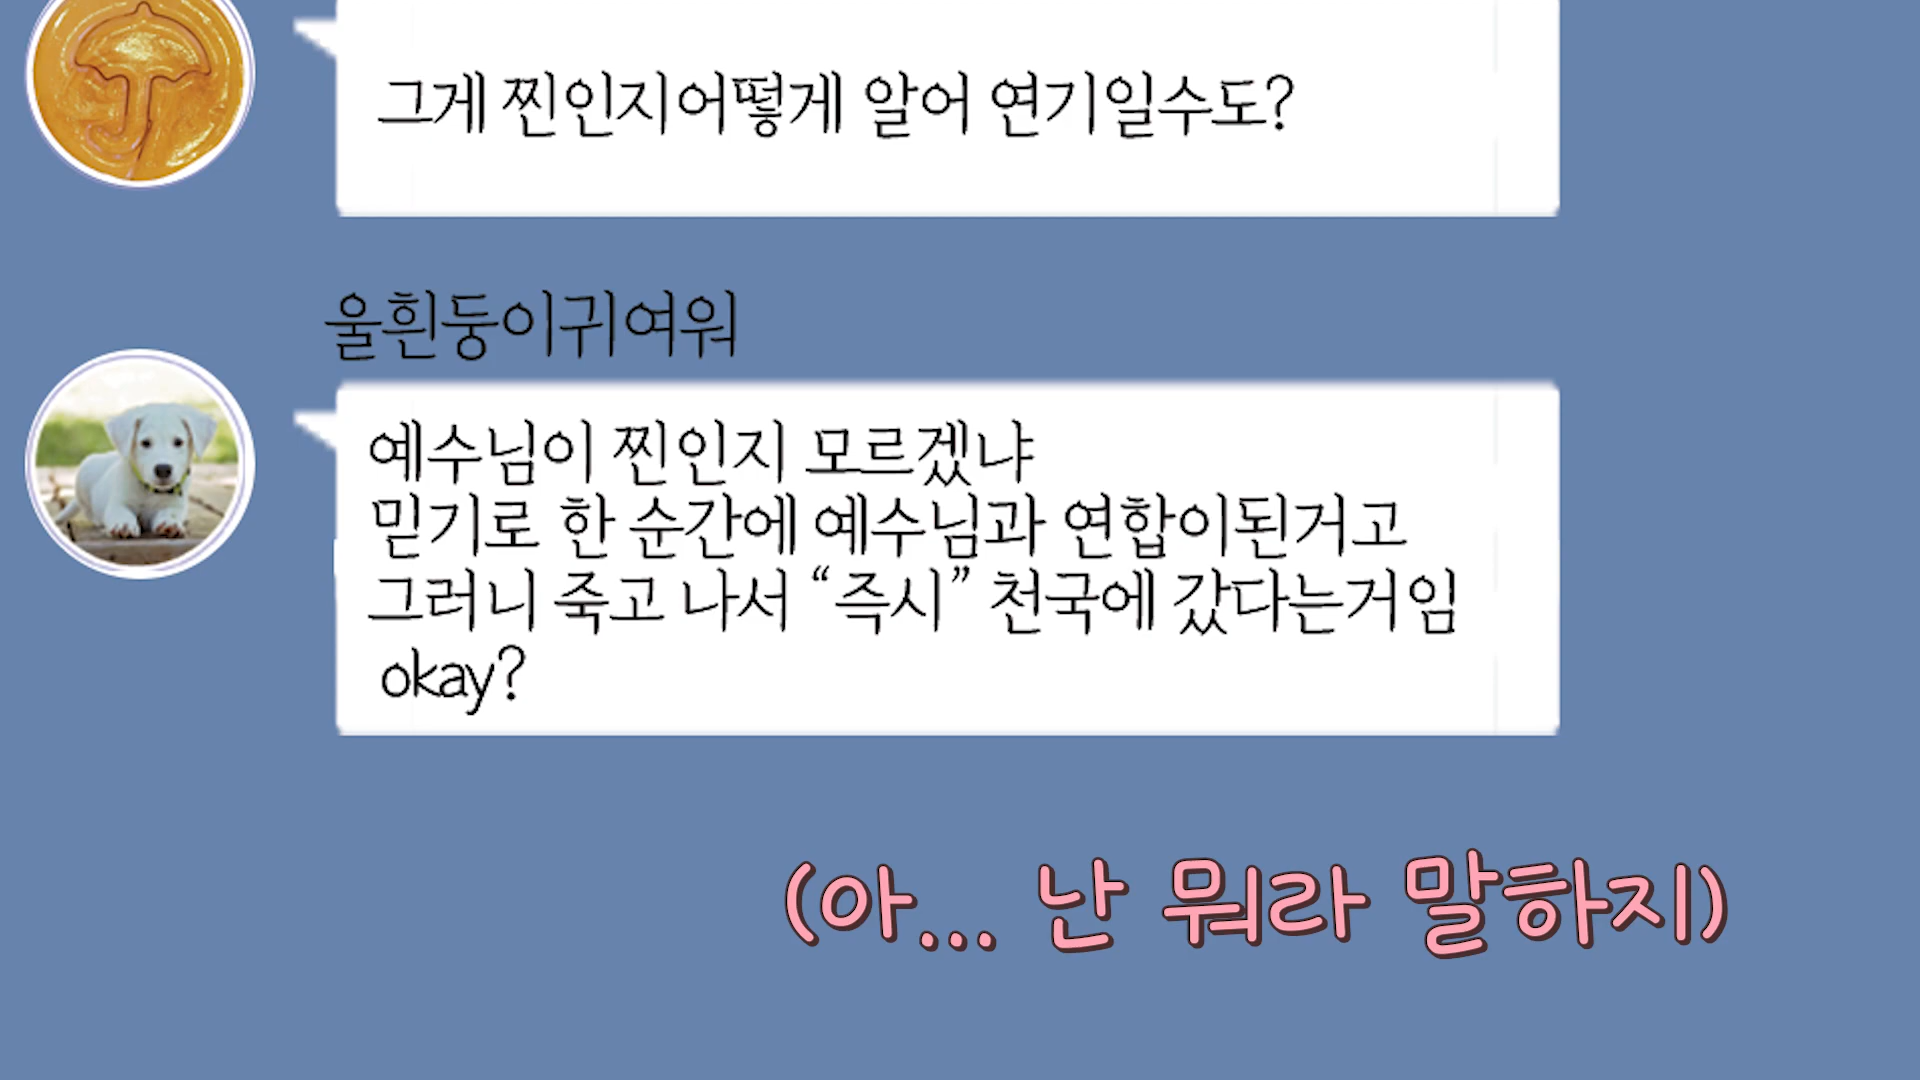 그게 찐인지어떻게 알어 연기일수도?
울흰둥이귀여워
예수님이 찐인지 모르겠냐
믿기로 한 순간에 예수님과 연합이된거고
그러니 죽고 나서 “즉시” 천국에 갔다는거임
okay?
(아... 난 뭐라 말하지)